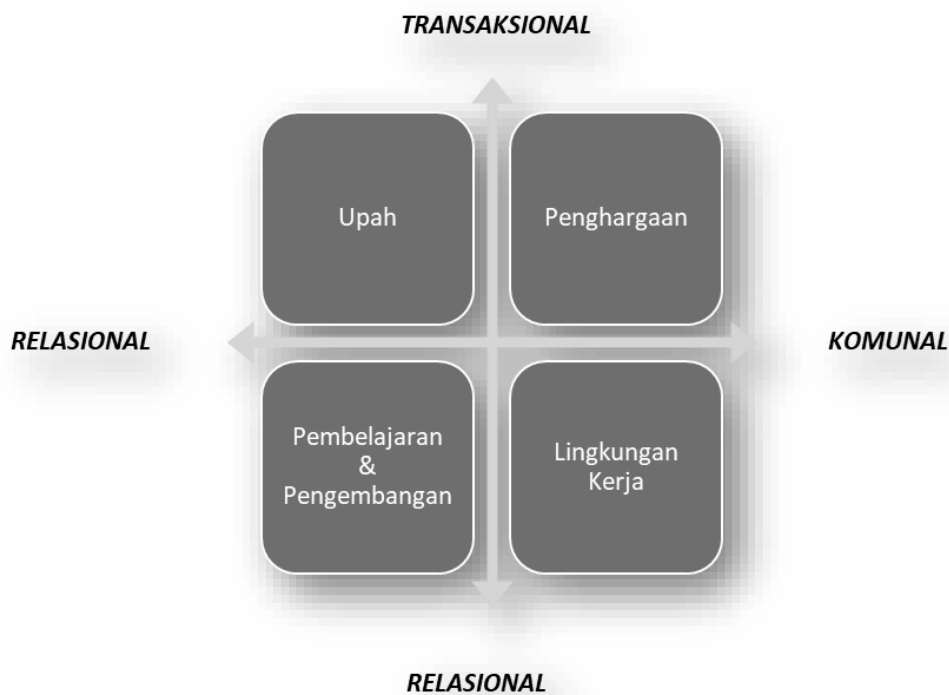 TRANSAKSIONAL
Upah
Penghargaan
RELASIONAL
KOMUNAL
Pembelajaran
&
Pengembangan
Lingkungan
Kerja
RELASIONAL